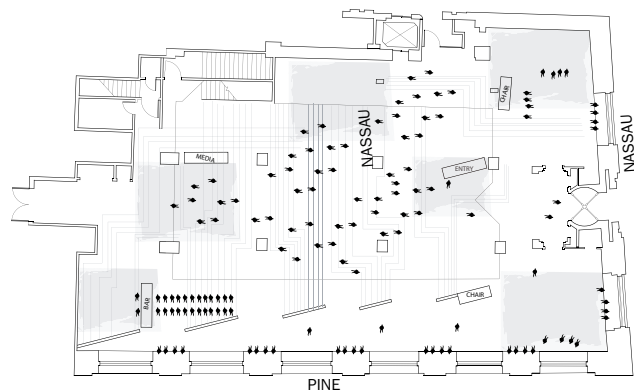 CHAIR
NASSAU
NASSAU
MEDIA
ENTRY
BAR
CHAIR
PINE